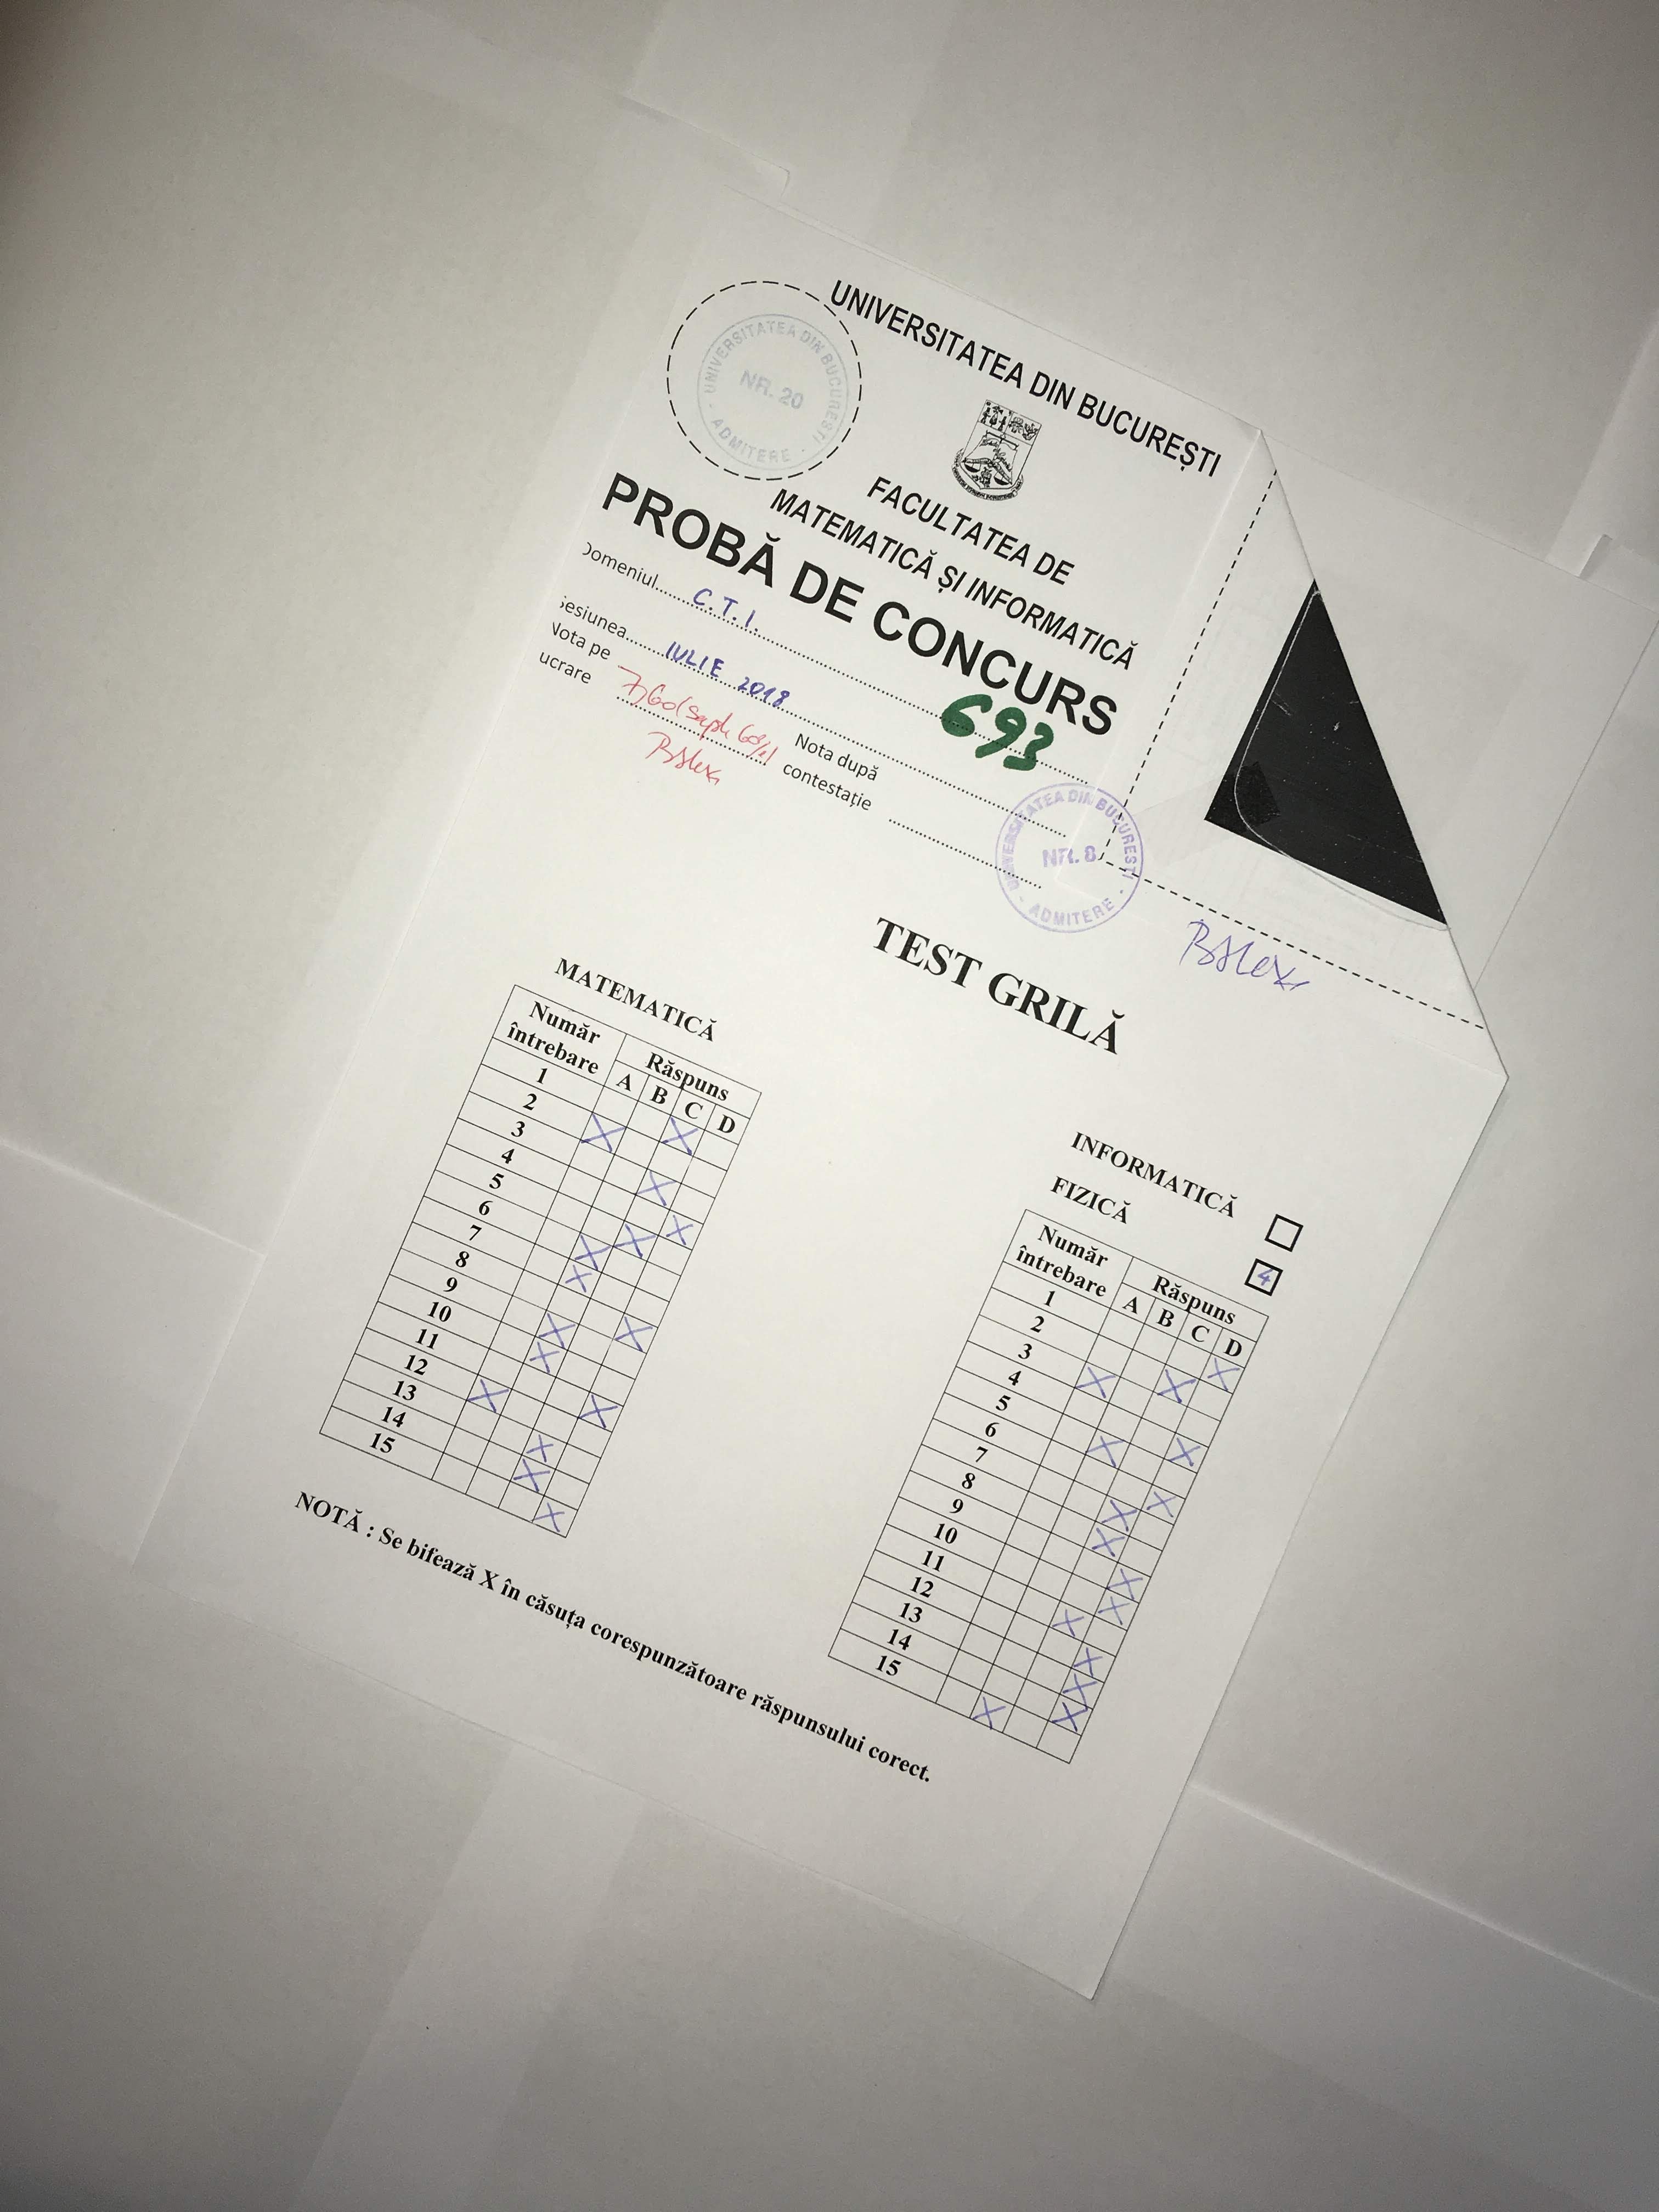 UNIVERSITATEA DIN BUCUREȘTI
UNIVERSITATEA DIN BUCUREȘTI
NR. 20
ADMITERE
FACULTATEA DE
MATEMATICĂ ȘI INFORMATICĂ
PROBĂ DE CONCURS
Domeniul C.T.I.
693
Sesiunea IULIE 2018
Nota pe
ucrare 7,60 (șapte 60%)
Nota după
contestație
UNIVERSITATEA DIN BUCUREȘTI
NR. 8
ADMITERE
TEST GRILĂ
MATEMATICĂ
Număr
întrebare
Răspuns
A B C D
1
2
3
4
5
6
7
8
9
10
11
12
13
14
15
INFORMATICĂ
FIZICĂ
Număr
întrebare
Răspuns
A B C D
1
2
3
4
5
6
7
8
9
10
11
12
13
14
15
NOTĂ : Se bifează X în căsuța corespunzătoare răspunsului corect.